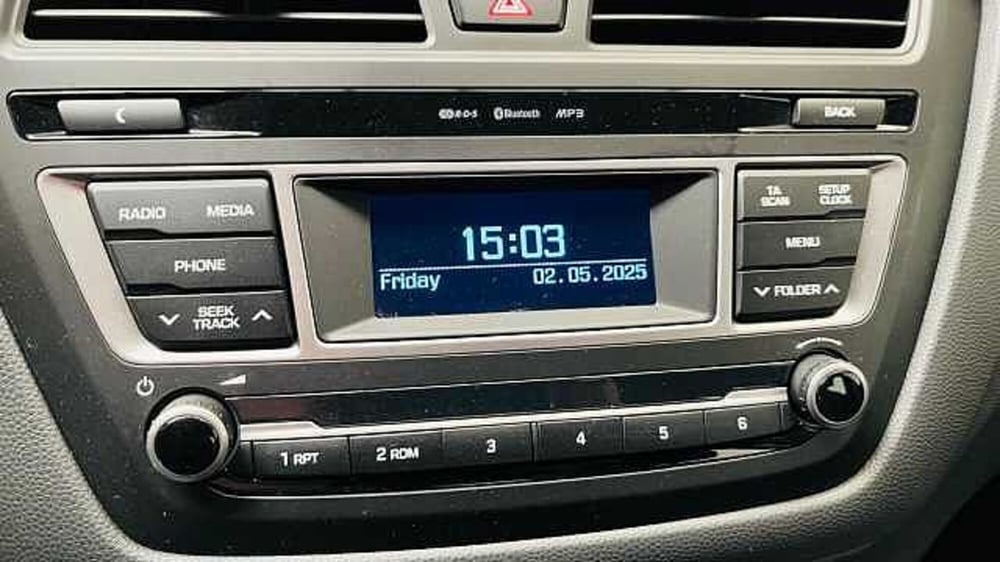 RDS Bluetooth MP3
BACK
RADIO MEDIA
PHONE
SEEK
TRACK
15:03
Friday 02.05.2025
TA
SCAN
SETUP
CLOCK
MENU
FOLDER
1 RPT 2 RDM 3 4 5 6